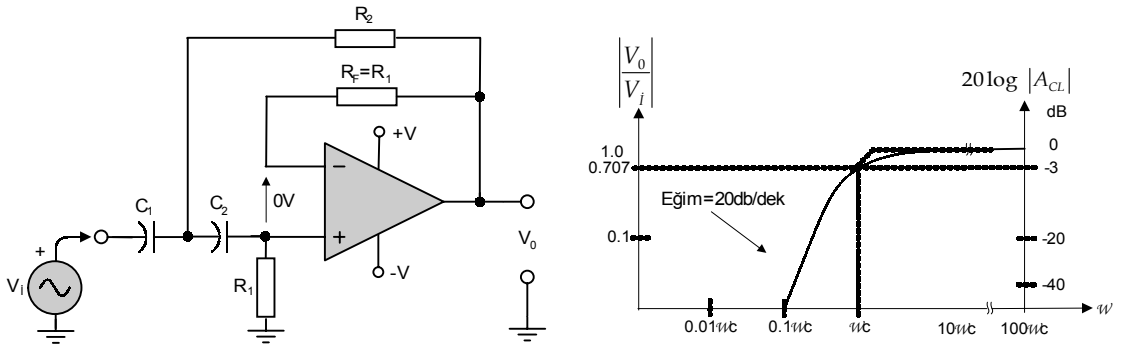 R2
RF=R1
+V
−
0V
C1
C2
+
+
-V
Vİ
R1
V0
|V0/Vİ|
20log |ACL|
dB
1.0
0
0.707
-3
Eğim=20db/dek
0.1
-20
-40
0.01wc
0.1wc
wc
10wc
100wc
w